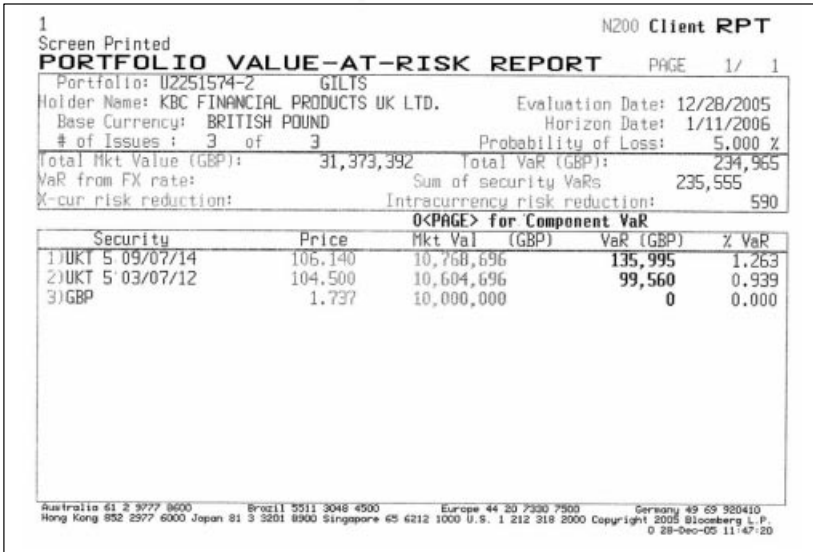 1 N200 Client RPT
Screen Printed
PORTFOLIO VALUE-AT-RISK REPORT PAGE 1/ 1
Portfolio: U2251574-2 GILTS
Holder Name: KBC FINANCIAL PRODUCTS UK LTD. Evaluation Date: 12/28/2005
Base Currency: BRITISH POUND Horizon Date: 1/11/2006
# of Issues : 3 of 3 Probability of Loss: 5.000 %
Total Mkt Value (GBP): 31,373,392 Total VaR (GBP): 234,965
VaR from FX rate: Sum of security VaRs 235,555
X-cur risk reduction: Intracurrency risk reduction: 590
0<PAGE> for Component VaR
Security Price Mkt Val (GBP) VaR (GBP) % VaR
1)UKT 5 09/07/14 106.140 10,768,696 135,995 1.263
2)UKT 5 03/07/12 104.500 10,604,696 99,560 0.939
3)GBP 1.737 10,000,000 0 0.000
Australia 61 2 9777 8600 Brazil 5511 3048 4500 Europe 44 20 7330 7500 Germany 49 69 920410
Hong Kong 852 2977 6000 Japan 81 3 3201 8900 Singapore 65 6212 1000 U.S. 1 212 318 2000 Copyright 2005 Bloomberg L.P.
0 28-Dec-05 11:47:20